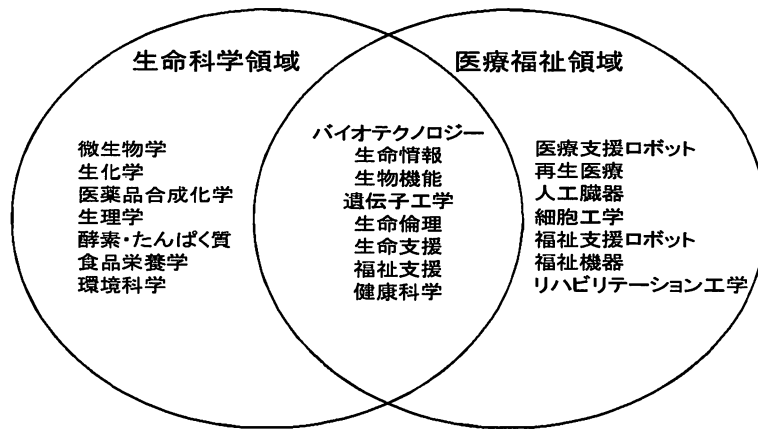 生命科学領域
医療福祉領域
微生物学
生化学
医薬品合成化学
生理学
酵素・たんぱく質
食品栄養学
環境科学
バイオテクノロジー
生命情報
生物機能
遺伝子工学
生命倫理
生命支援
福祉支援
健康科学
医療支援ロボット
再生医療
人工臓器
細胞工学
福祉支援ロボット
福祉機器
リハビリテーション工学